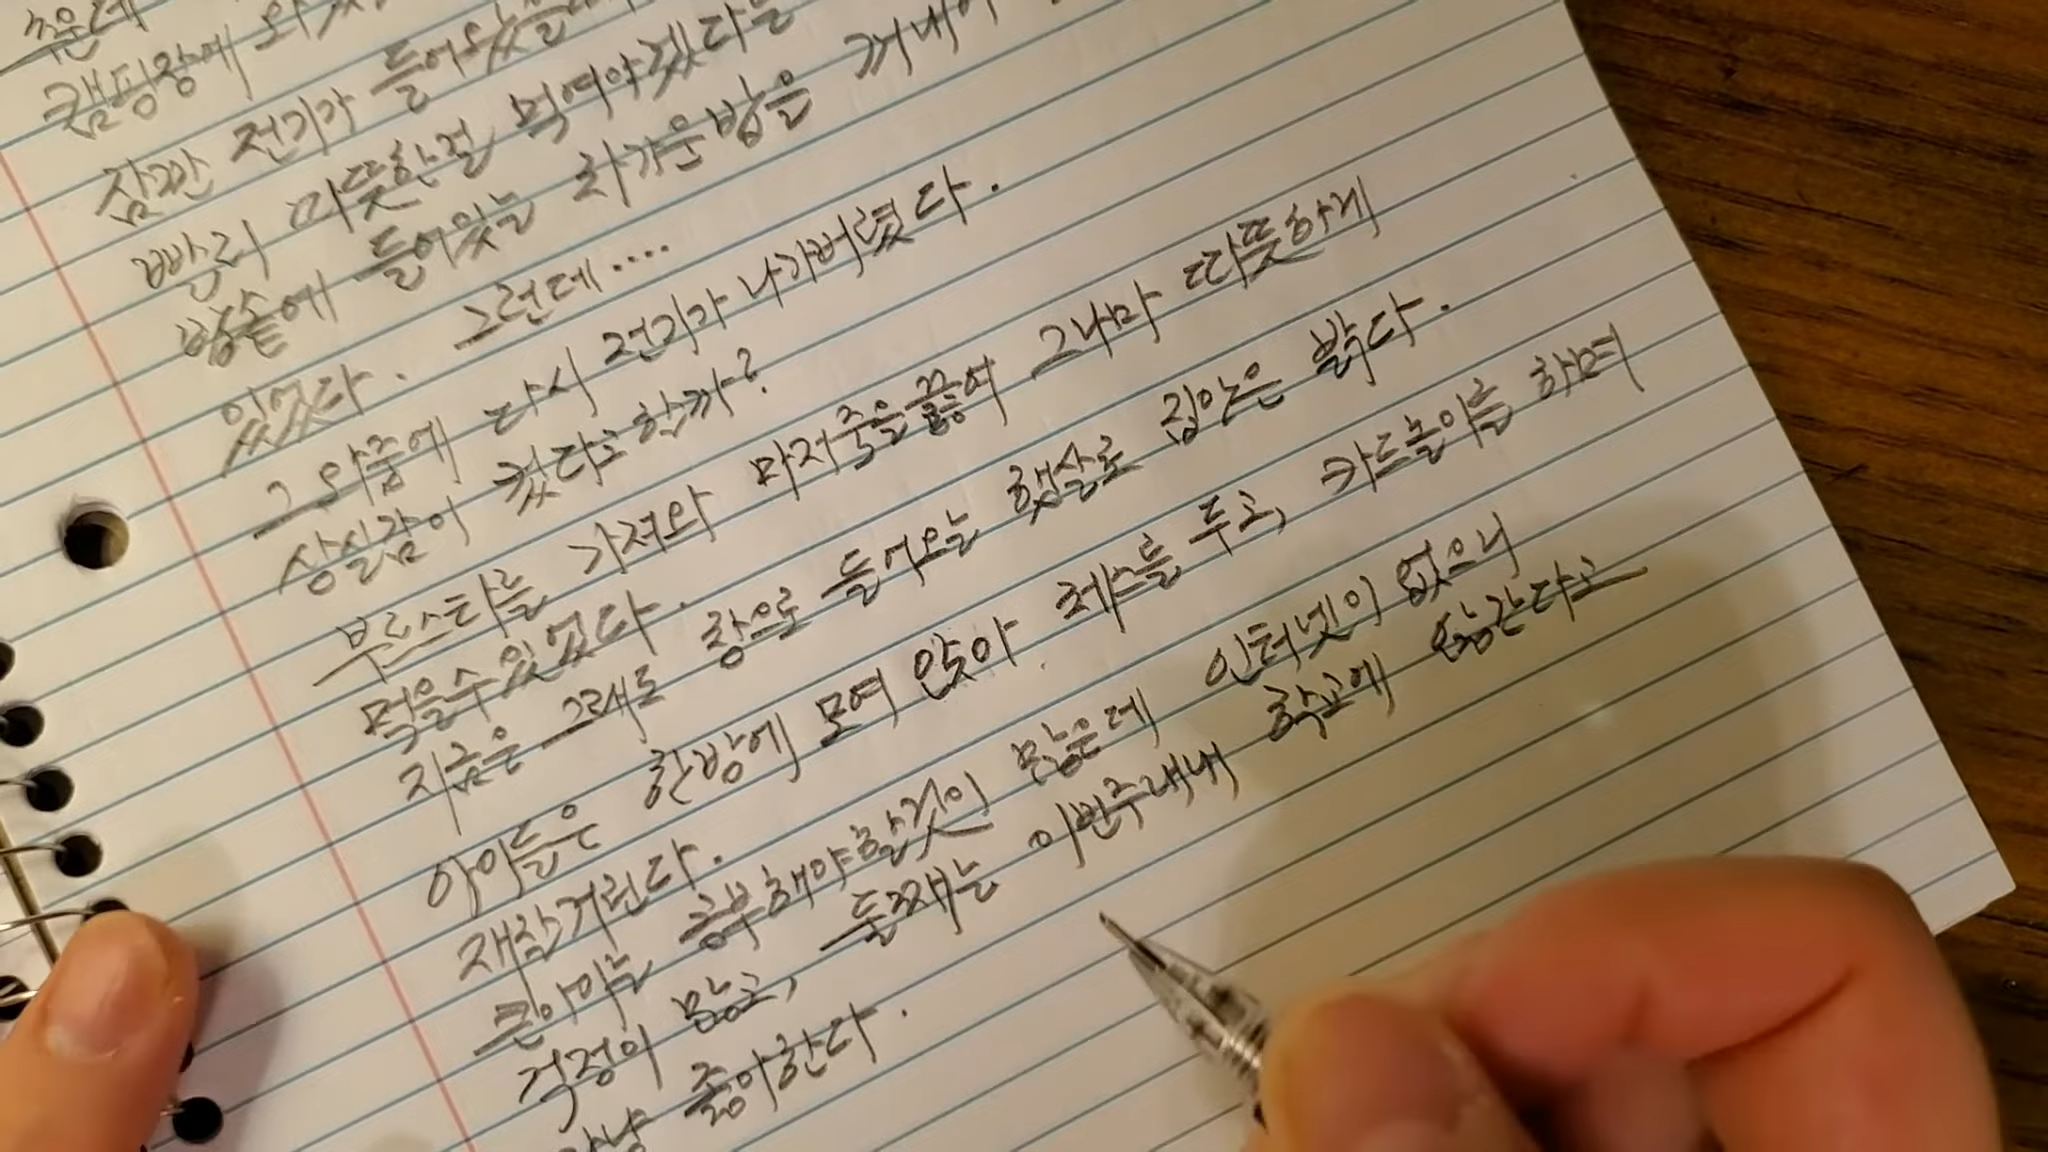 추운데
캠핑장에
잠깐 전기가
빨리 따뜻한걸 먹여야겠다는
밥솥에 들어있는 차가운밥을 꺼내어
있었다. 그런데....
그 와중에 다시 전기가 나가버렸다.
상실감이 컸다고할까?
부르스타를 가져와 마저죽을끓여 그나마 따뜻하게
먹을수있었다.
지금은 그래도 창으로 들어오는 햇살로 집안은 밝다.
아이들은 한방에 모여 앉아 체스를 두고, 카드놀이를 하며
재잘거린다.
큰아이는 공부해야할것이 많은데 인터넷이 없으니
걱정이 많고, 둘째는 이번주내내 학교에 않간다고
마냥 좋아한다.